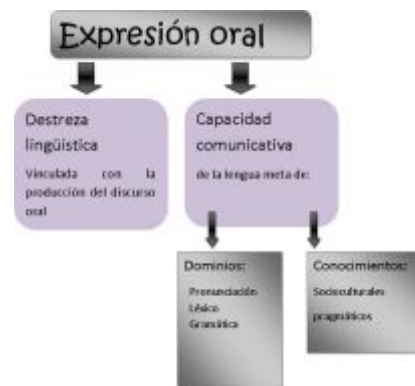 Expresión oral
Destreza
lingüística
Vinculada con la
producción del discurso
oral
Capacidad
comunicativa
de la lengua meta de:
Dominios:
Pronunciación
Léxico
Gramática
Conocimientos:
Socioculturales
pragmáticos